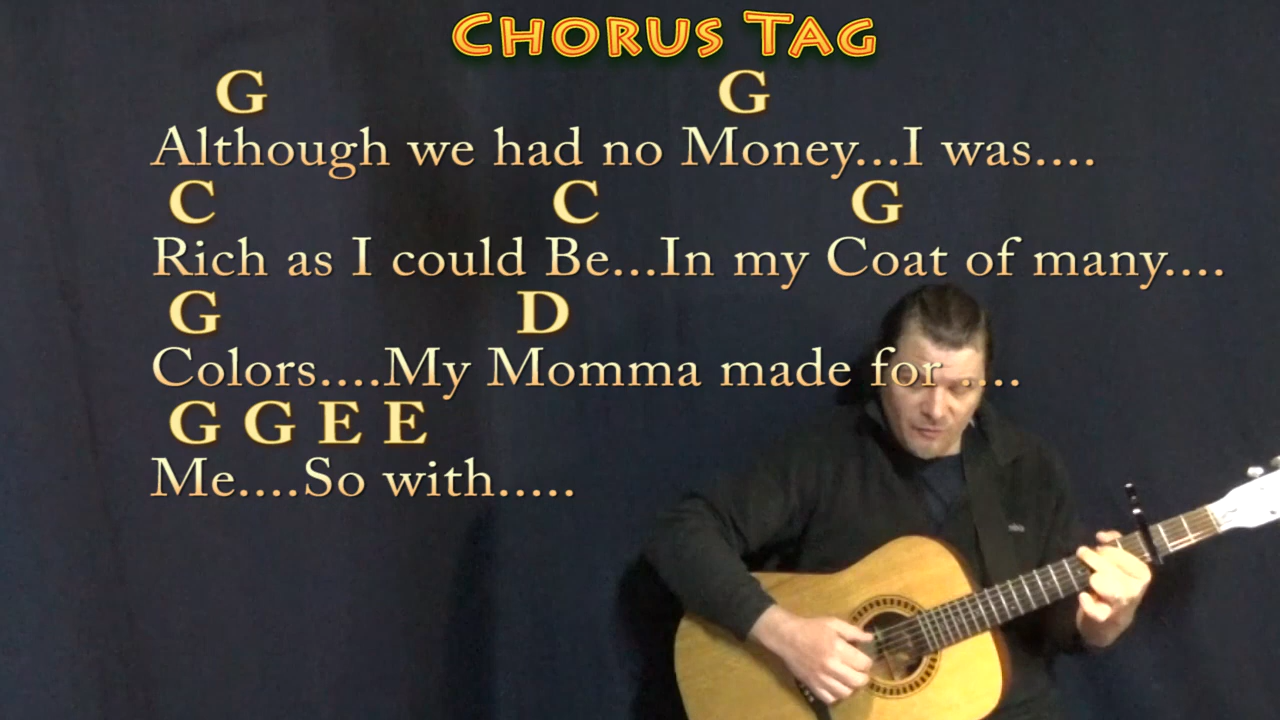 CHORUS TAG
G G
Although we had no Money...I was....
C C G
Rich as I could Be...In my Coat of many....
G D
Colors....My Momma made for ....
G G E E
Me....So with.....